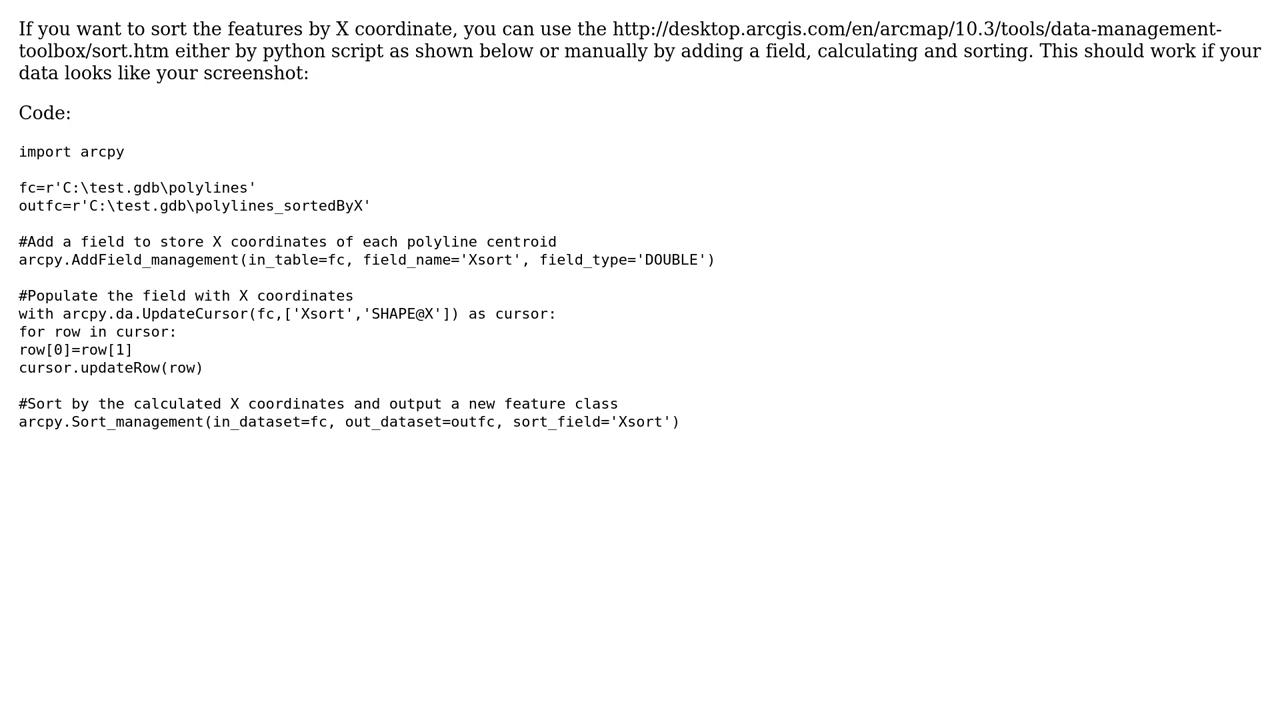 If you want to sort the features by X coordinate, you can use the http://desktop.arcgis.com/en/arcmap/10.3/tools/data-management-
toolbox/sort.htm either by python script as shown below or manually by adding a field, calculating and sorting. This should work if your
data looks like your screenshot:
Code:
import arcpy
fc=r'C:\test.gdb\polylines'
outfc=r'C:\test.gdb\polylines_sortedByX'
#Add a field to store X coordinates of each polyline centroid
arcpy.AddField_management(in_table=fc, field_name='Xsort', field_type='DOUBLE')
#Populate the field with X coordinates
with arcpy.da.UpdateCursor(fc,['Xsort','SHAPE@X']) as cursor:
for row in cursor:
row[0]=row[1]
cursor.updateRow(row)
#Sort by the calculated X coordinates and output a new feature class
arcpy.Sort_management(in_dataset=fc, out_dataset=outfc, sort_field='Xsort')